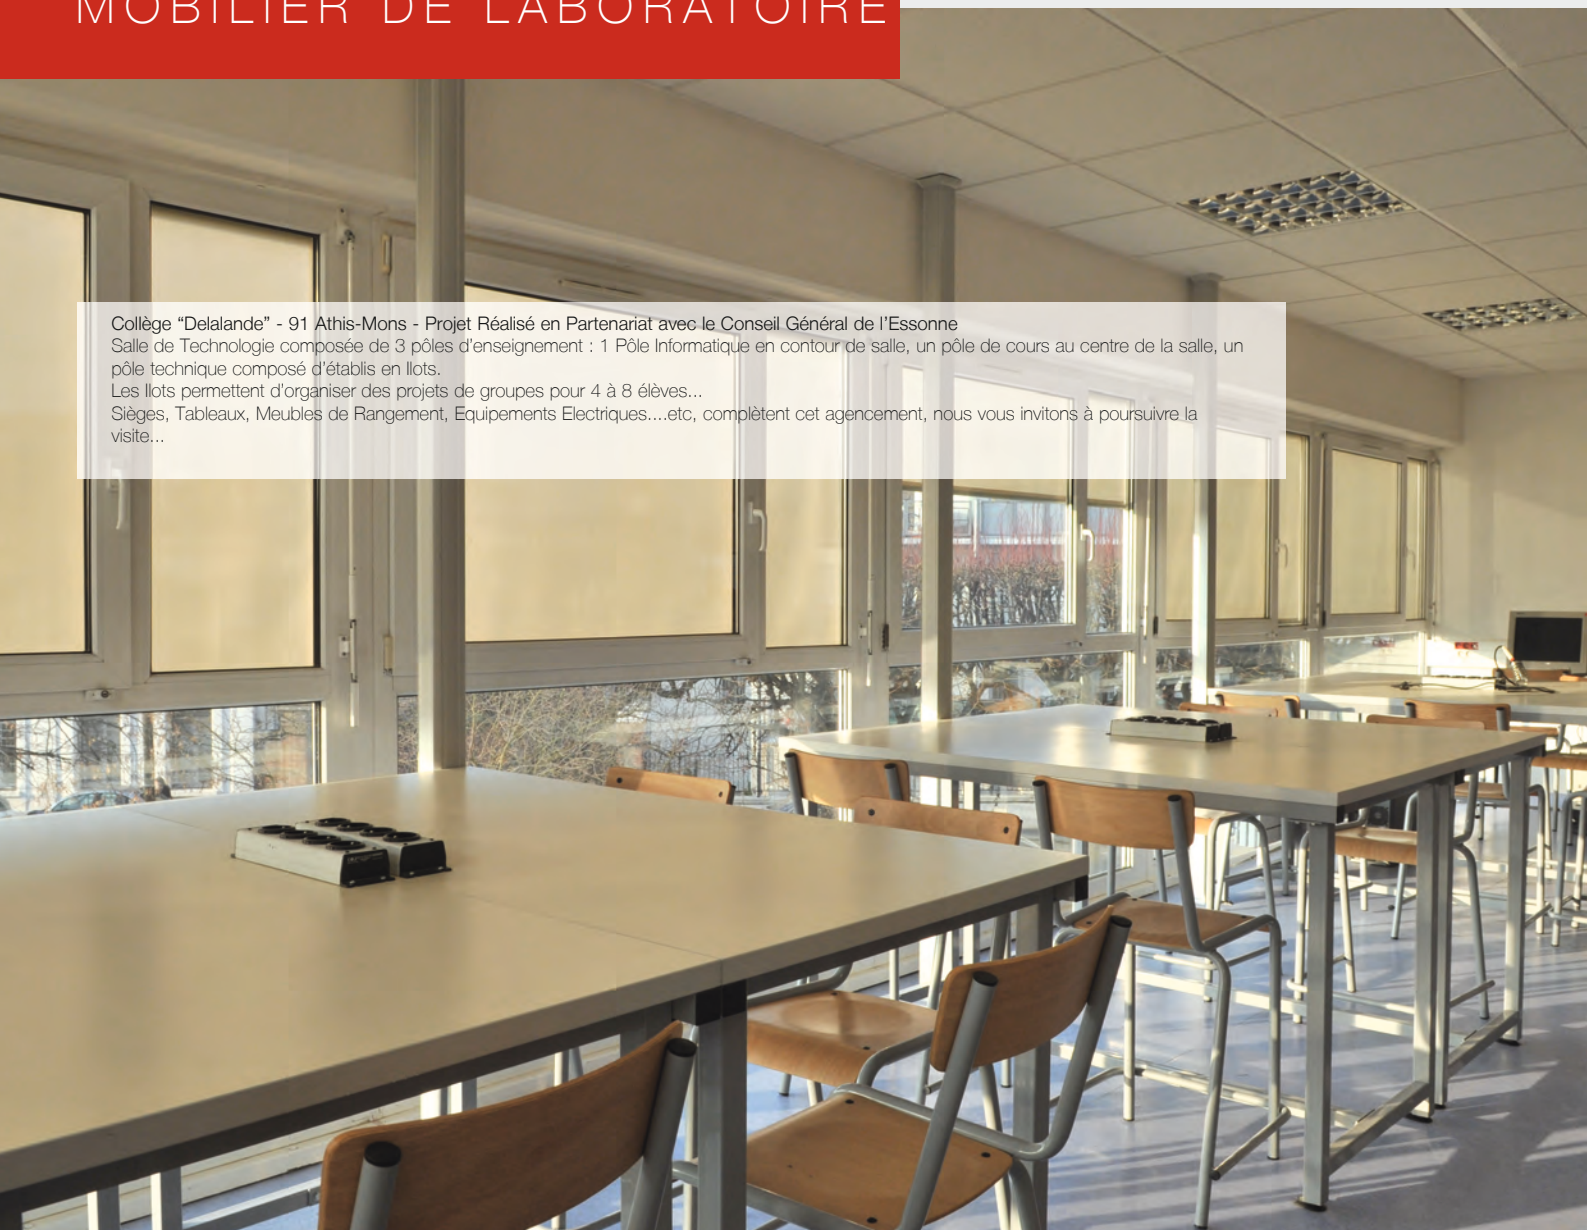 MOBILIER DE LABORATOIRE
Collège “Delalande” - 91 Athis-Mons - Projet Réalisé en Partenariat avec le Conseil Général de l’Essonne
Salle de Technologie composée de 3 pôles d’enseignement : 1 Pôle Informatique en contour de salle, un pôle de cours au centre de la salle, un
pôle technique composé d’établis en Ilots.
Les Ilots permettent d’organiser des projets de groupes pour 4 à 8 élèves...
Sièges, Tableaux, Meubles de Rangement, Equipements Electriques....etc, complètent cet agencement, nous vous invitons à poursuivre la
visite...